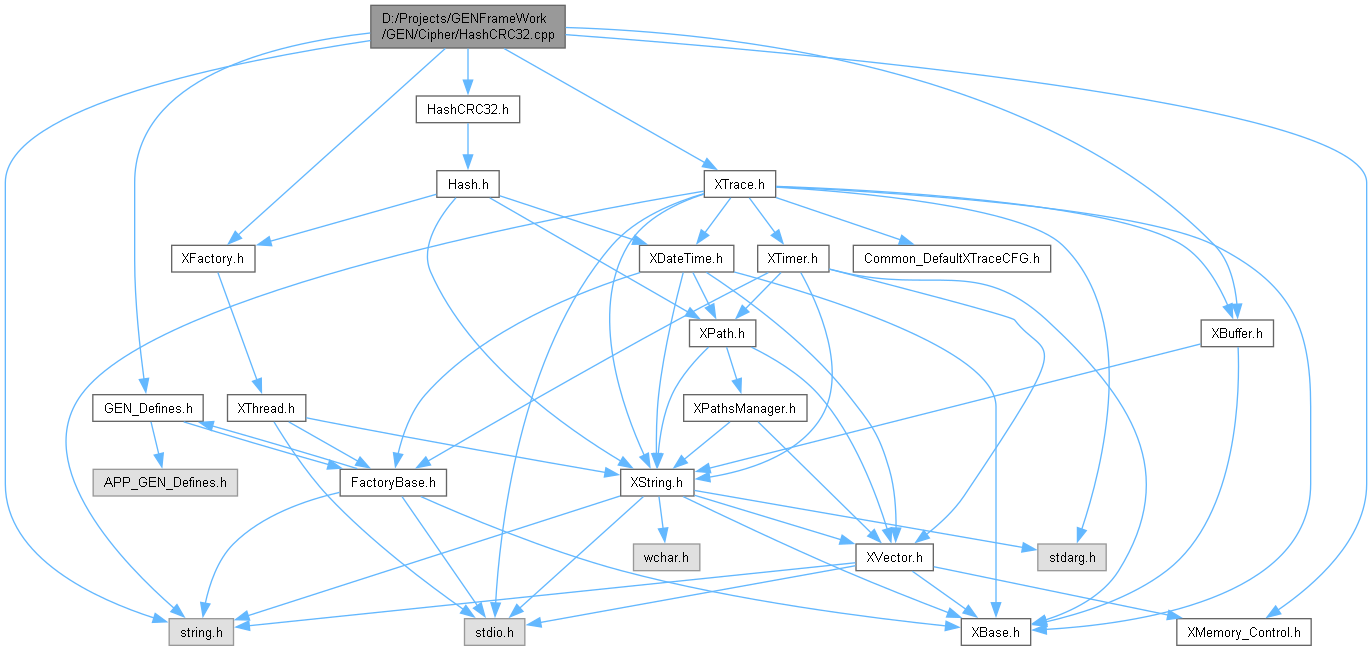 D:/Projects/GENFrameWork
/GEN/Cipher/HashCRC32.cpp
HashCRC32.h
Hash.h
XTrace.h
XFactory.h
XDateTime.h
XTimer.h
Common_DefaultXTraceCFG.h
XPath.h
XBuffer.h
GEN_Defines.h
XThread.h
XPathsManager.h
APP_GEN_Defines.h
FactoryBase.h
XString.h
wchar.h
XVector.h
stdarg.h
string.h
stdio.h
XBase.h
XMemory_Control.h